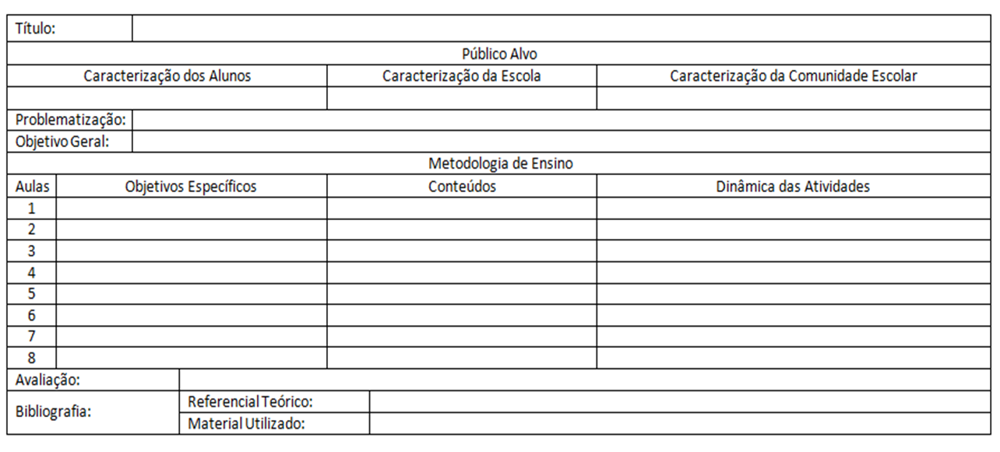 Título:
Público Alvo
Caracterização dos Alunos Caracterização da Escola Caracterização da Comunidade Escolar
Problematização:
Objetivo Geral:
Metodologia de Ensino
Aulas Objetivos Específicos Conteúdos Dinâmica das Atividades
1
2
3
4
5
6
7
8
Avaliação:
Bibliografia:
Referencial Teórico:
Material Utilizado: